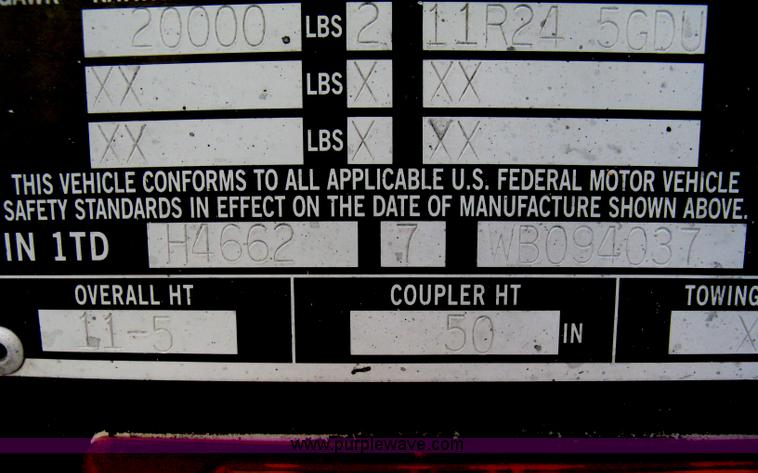 20000 LBS 2 11R24.5GDU
XX LBS X XX
XX LBS X XX
THIS VEHICLE CONFORMS TO ALL APPLICABLE U.S. FEDERAL MOTOR VEHICLE
SAFETY STANDARDS IN EFFECT ON THE DATE OF MANUFACTURE SHOWN ABOVE.
IN 1TD H4662 7 WB094037
OVERALL HT COUPLER HT TOWING
11-5 50 IN X
www.purplewave.com